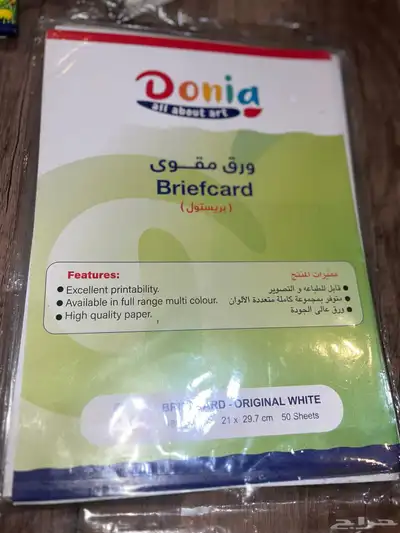 Donia
all about art
ورق مقــوى
Briefcard
(بريستول)
Features:
● Excellent printability.
● Available in full range multi colour.
● High quality paper.
مميزات المنتج
● قابل للطباعه و التصوير
● متوفر بمجموعة كاملة متعددة الالوان
● ورق عالى الجودة
ORIGINAL WHITE
21 x 29.7 cm 50 Sheets
حراج